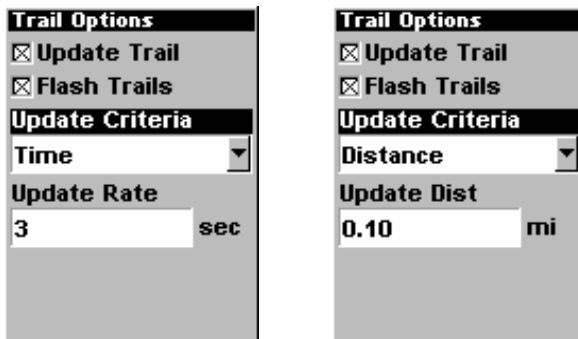 Trail Options
Update Trail
Flash Trails
Update Criteria
Time
Update Rate
3 sec
Trail Options
Update Trail
Flash Trails
Update Criteria
Distance
Update Dist
0.10 mi